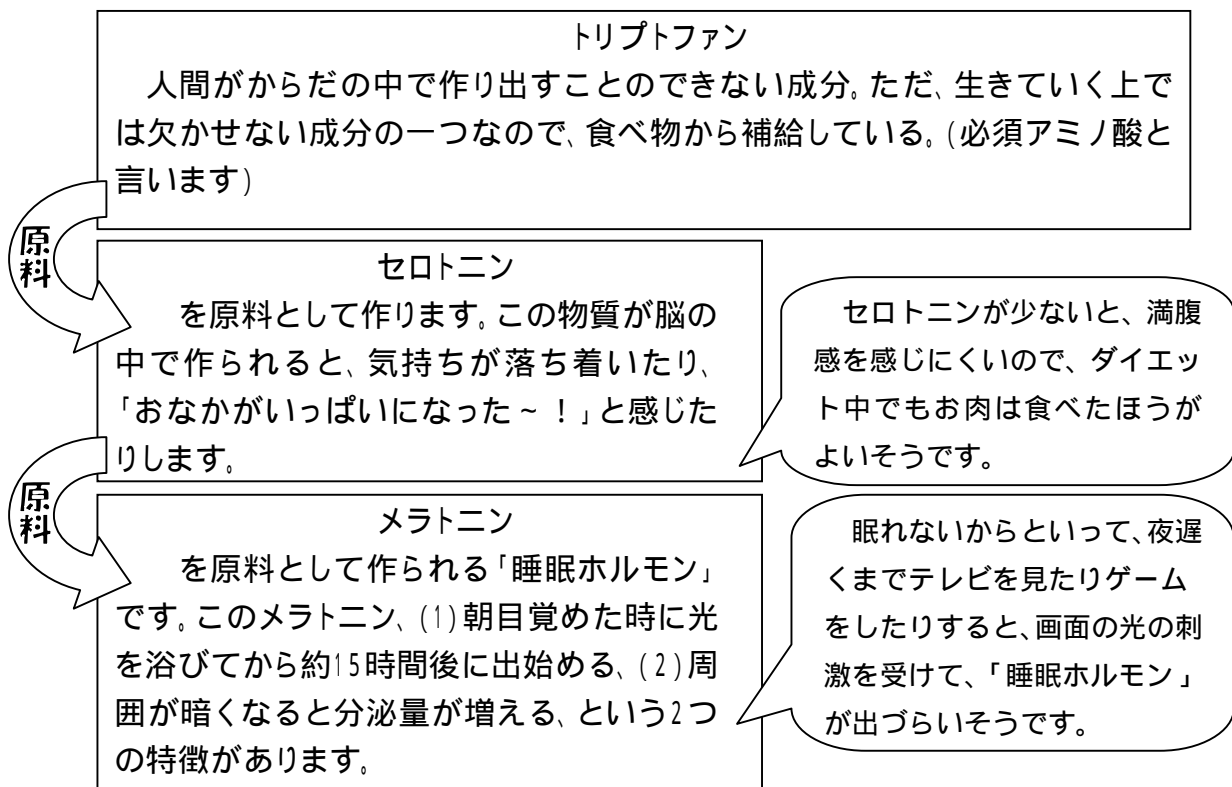 トリプトファン
人間がからだの中で作り出すことのできない成分。ただ、生きていく上で
は欠かせない成分の一つなので、食べ物から補給している。(必須アミノ酸と
言います)
原料
セロトニン
を原料として作ります。この物質が脳の
中で作られると、気持ちが落ち着いたり、
「おなかがいっぱいになった～！」と感じた
りします。
セロトニンが少ないと、満腹
感を感じにくいので、ダイエッ
ト中でもお肉は食べたほうが
よいそうです。
原料
メラトニン
を原料として作られる「睡眠ホルモン」
です。このメラトニン、(1)朝目覚めた時に光
を浴びてから約15時間後に出始める、(2)周
囲が暗くなると分泌量が増える、という2つ
の特徴があります。
眠れないからといって、夜遅
くまでテレビを見たりゲーム
をしたりすると、画面の光の刺
激を受けて、「睡眠ホルモン」
が出づらいそうです。